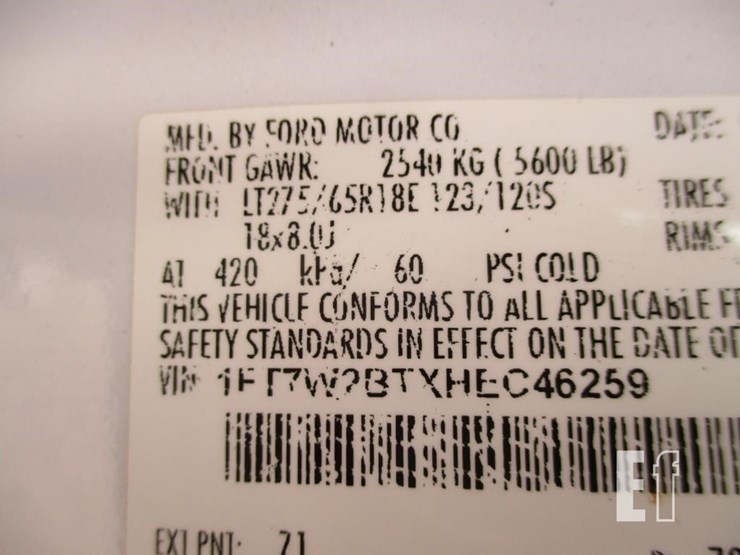 MFD. BY FORD MOTOR CO. DATE:
FRONT GAWR: 2540 KG ( 5600 LB)
WITH LT275/65R18E 123/120S TIRES
18x8.0J RIMS
AT 420 kPa/ 60 PSI COLD
THIS VEHICLE CONFORMS TO ALL APPLICABLE
SAFETY STANDARDS IN EFFECT ON THE DATE OF
VIN: 1FT7W2BTXHEC46259
EXT PNT: Z1
Ef